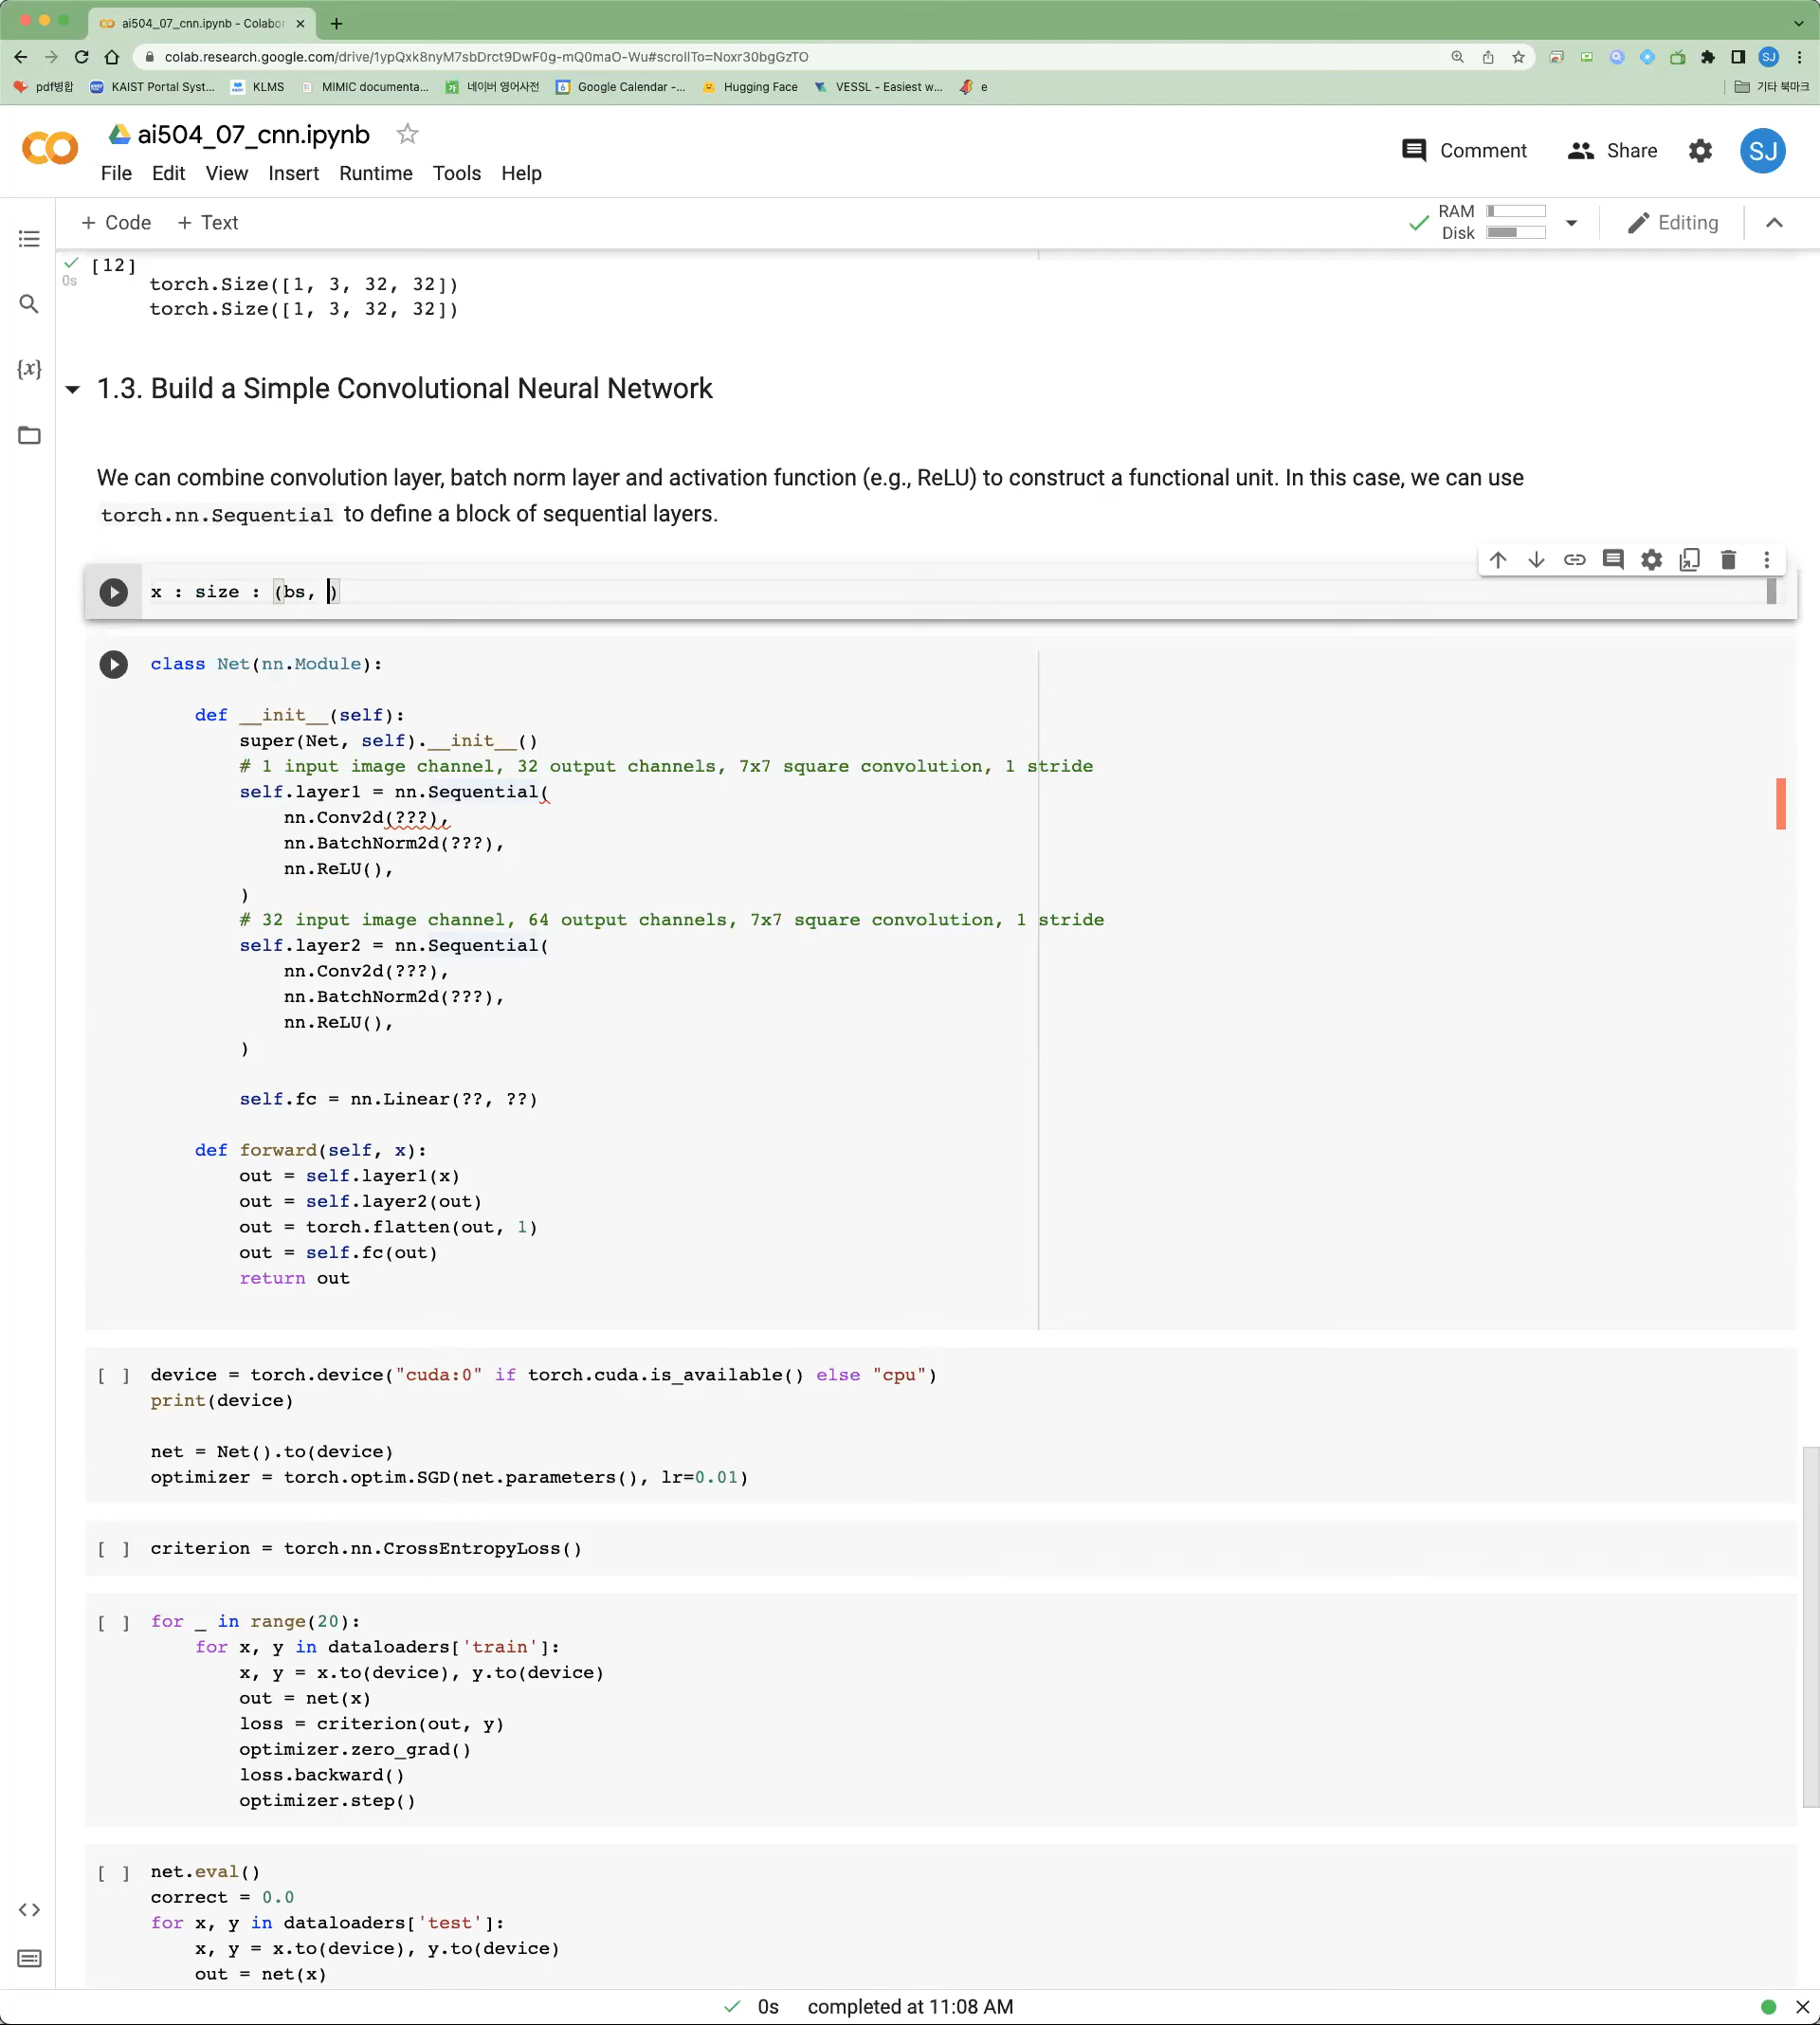 ai504_07_cnn.ipynb - Colabor
colab.research.google.com/drive/1ypQxk8nyM7sbDrct9DwF0g-mQ0maO-Wu#scrollTo=Noxr30bgGzTO
SJ
pdf병합 KAIST Portal Syst... KLMS MIMIC documenta... 네이버 영어사전 Google Calendar -... Hugging Face VESSL - Easiest w... e 기타 북마크
ai504_07_cnn.ipynb
Comment Share SJ
File Edit View Insert Runtime Tools Help
+ Code + Text
RAM
Disk
Editing
[12]
0s
torch.Size([1, 3, 32, 32])
torch.Size([1, 3, 32, 32])
{x}
1.3. Build a Simple Convolutional Neural Network
We can combine convolution layer, batch norm layer and activation function (e.g., ReLU) to construct a functional unit. In this case, we can use
torch.nn.Sequential to define a block of sequential layers.
x : size : (bs, )
class Net(nn.Module):
def __init__(self):
super(Net, self).__init__()
# 1 input image channel, 32 output channels, 7x7 square convolution, 1 stride
self.layer1 = nn.Sequential(
nn.Conv2d(???),
nn.BatchNorm2d(???),
nn.ReLU(),
)
# 32 input image channel, 64 output channels, 7x7 square convolution, 1 stride
self.layer2 = nn.Sequential(
nn.Conv2d(???),
nn.BatchNorm2d(???),
nn.ReLU(),
)
self.fc = nn.Linear(??, ??)
def forward(self, x):
out = self.layer1(x)
out = self.layer2(out)
out = torch.flatten(out, 1)
out = self.fc(out)
return out
[ ] device = torch.device("cuda:0" if torch.cuda.is_available() else "cpu")
print(device)
net = Net().to(device)
optimizer = torch.optim.SGD(net.parameters(), lr=0.01)
[ ] criterion = torch.nn.CrossEntropyLoss()
[ ] for _ in range(20):
for x, y in dataloaders['train']:
x, y = x.to(device), y.to(device)
out = net(x)
loss = criterion(out, y)
optimizer.zero_grad()
loss.backward()
optimizer.step()
[ ] net.eval()
correct = 0.0
for x, y in dataloaders['test']:
x, y = x.to(device), y.to(device)
out = net(x)
0s completed at 11:08 AM